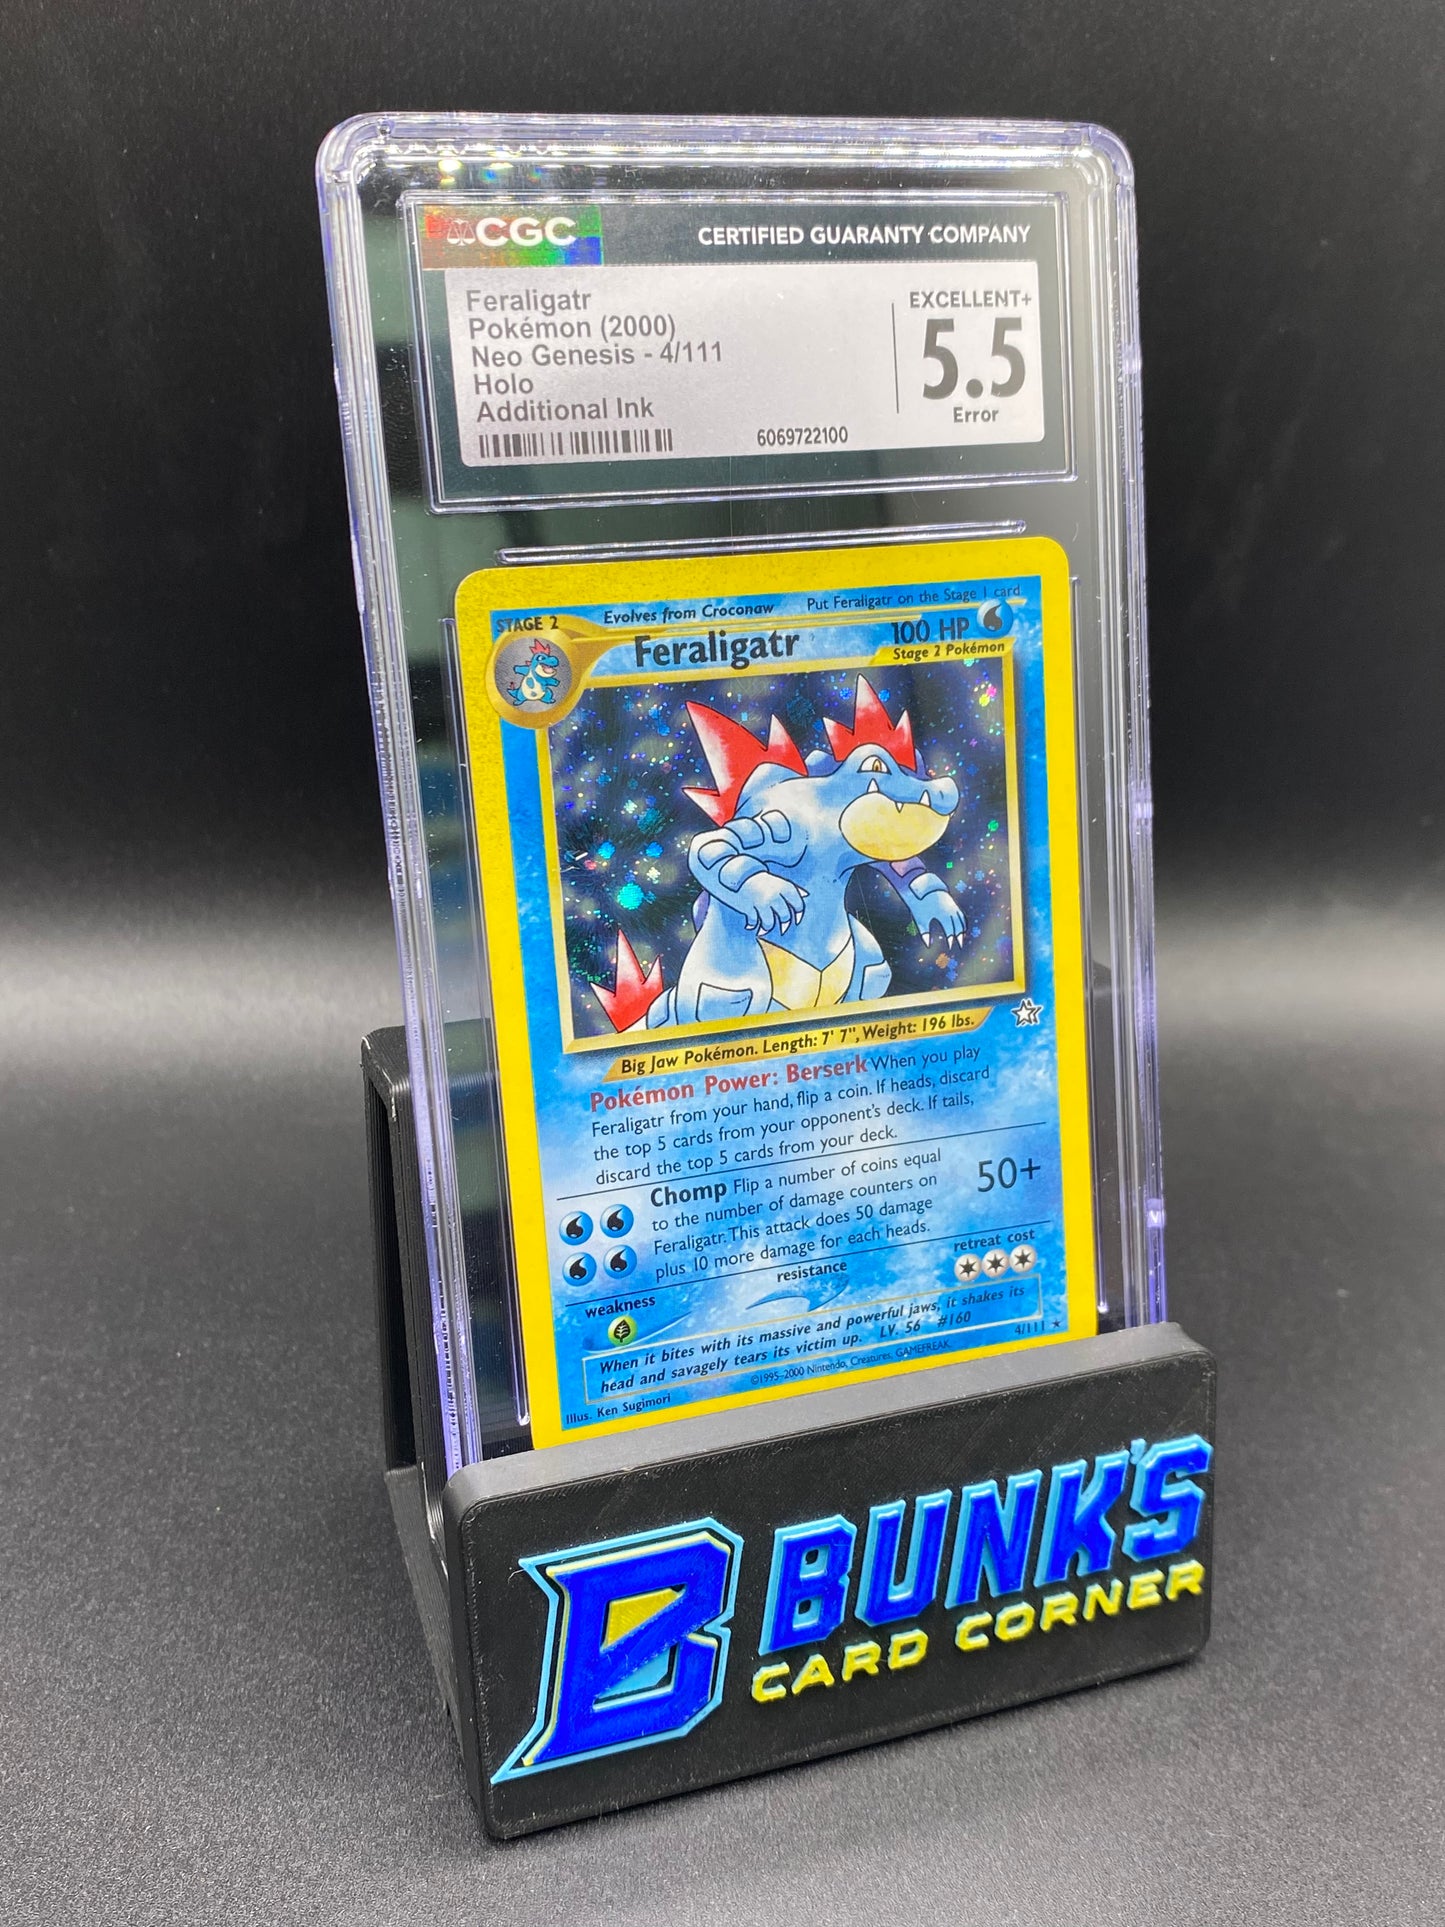 CGC
CERTIFIED GUARANTY COMPANY
Feraligatr
Pokémon (2000)
Neo Genesis - 4/111
Holo
Additional Ink
EXCELLENT+
5.5
Error
6069722100
STAGE 2
Evolves from Croconaw
Put Feraligatr on the Stage 1 card
Feraligatr
100 HP
Stage 2 Pokémon
Big Jaw Pokémon. Length: 7' 7", Weight: 196 lbs.
Pokémon Power: Berserk When you play
Feraligatr from your hand, flip a coin. If heads, discard
the top 5 cards from your opponent's deck. If tails,
discard the top 5 cards from your deck.
Chomp Flip a number of coins equal
to the number of damage counters on
Feraligatr. This attack does 50 damage
plus 10 more damage for each heads.
50+
weakness
resistance
retreat cost
When it bites with its massive and powerful jaws, it shakes its
head and savagely tears its victim up. LV. 56 #160
Illus. Ken Sugimori
©1995-2000 Nintendo, Creatures, GAMEFREAK.
4/111 ★
B BUNK'S
CARD CORNER